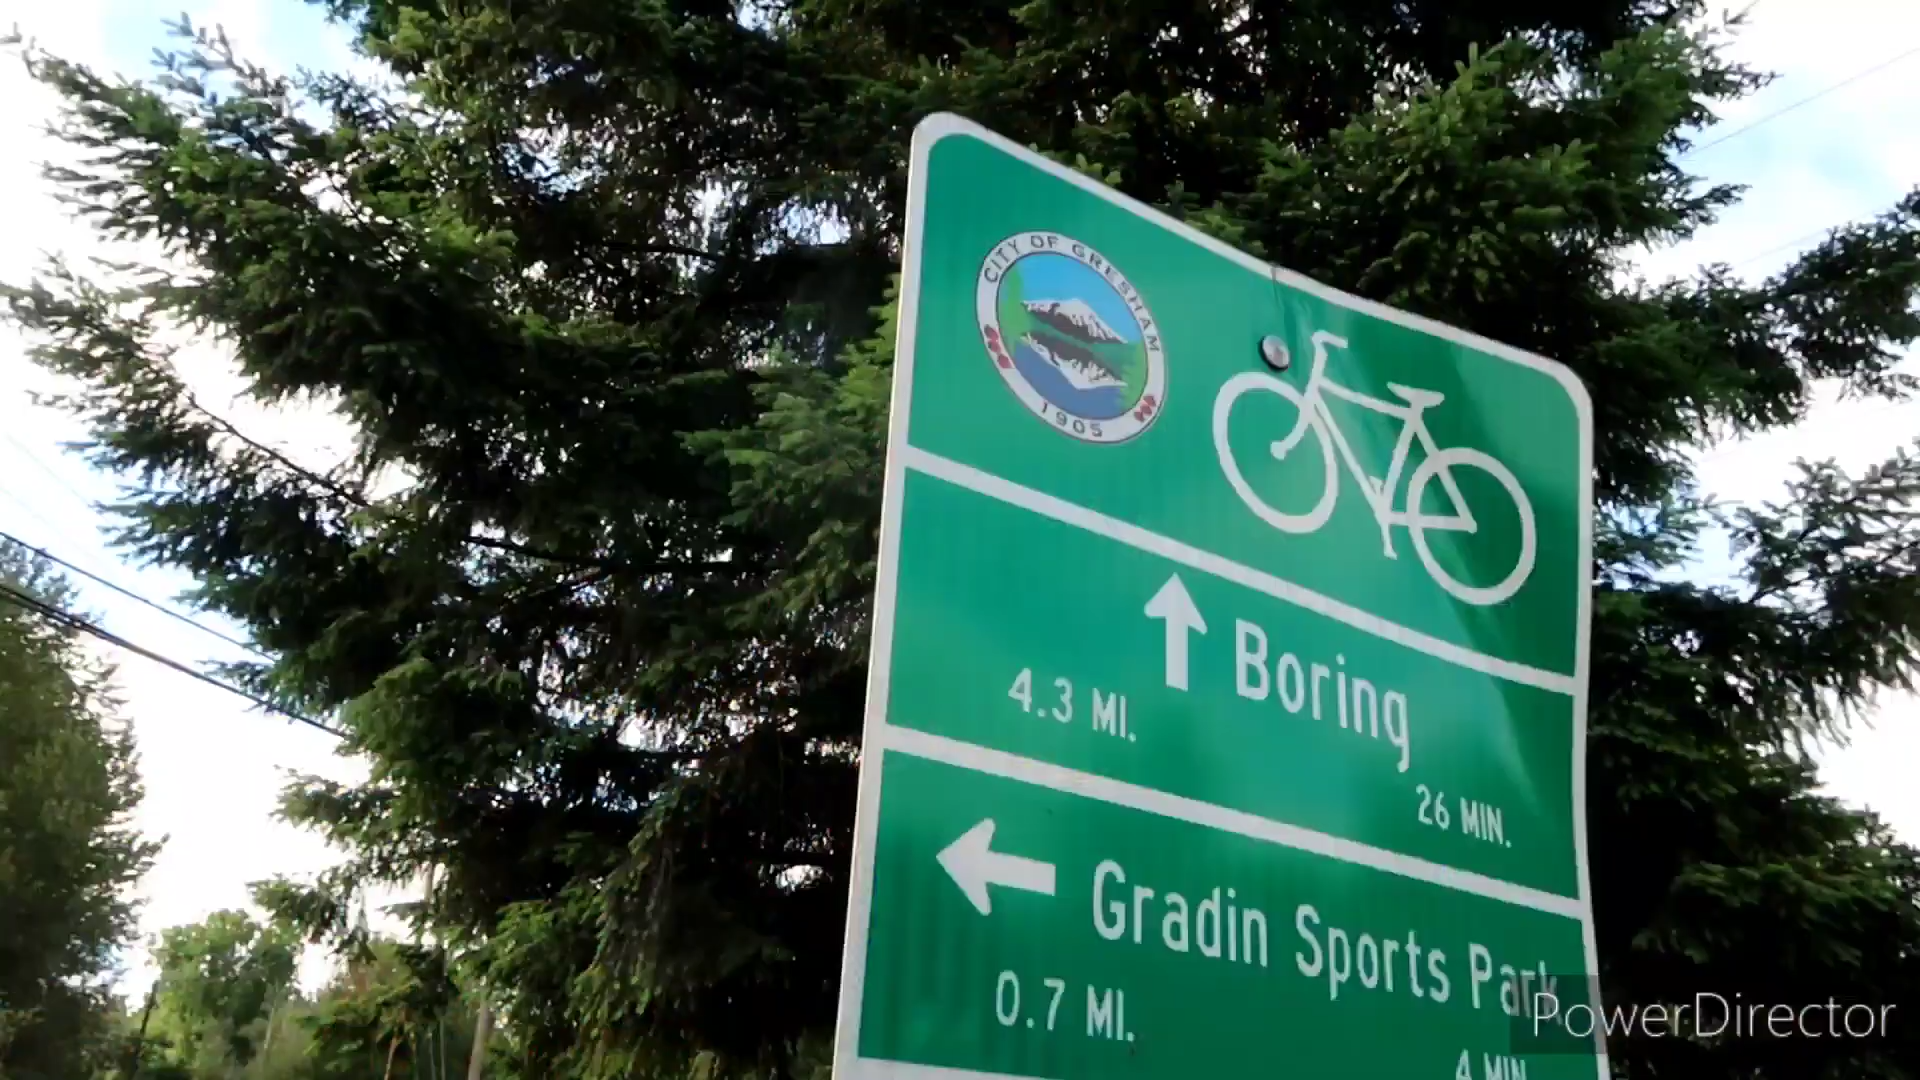 CITY OF GRESHAM
1905
Boring
4.3 MI.
26 MIN.
Gradin Sports Park
0.7 MI.
4 MIN.
PowerDirector